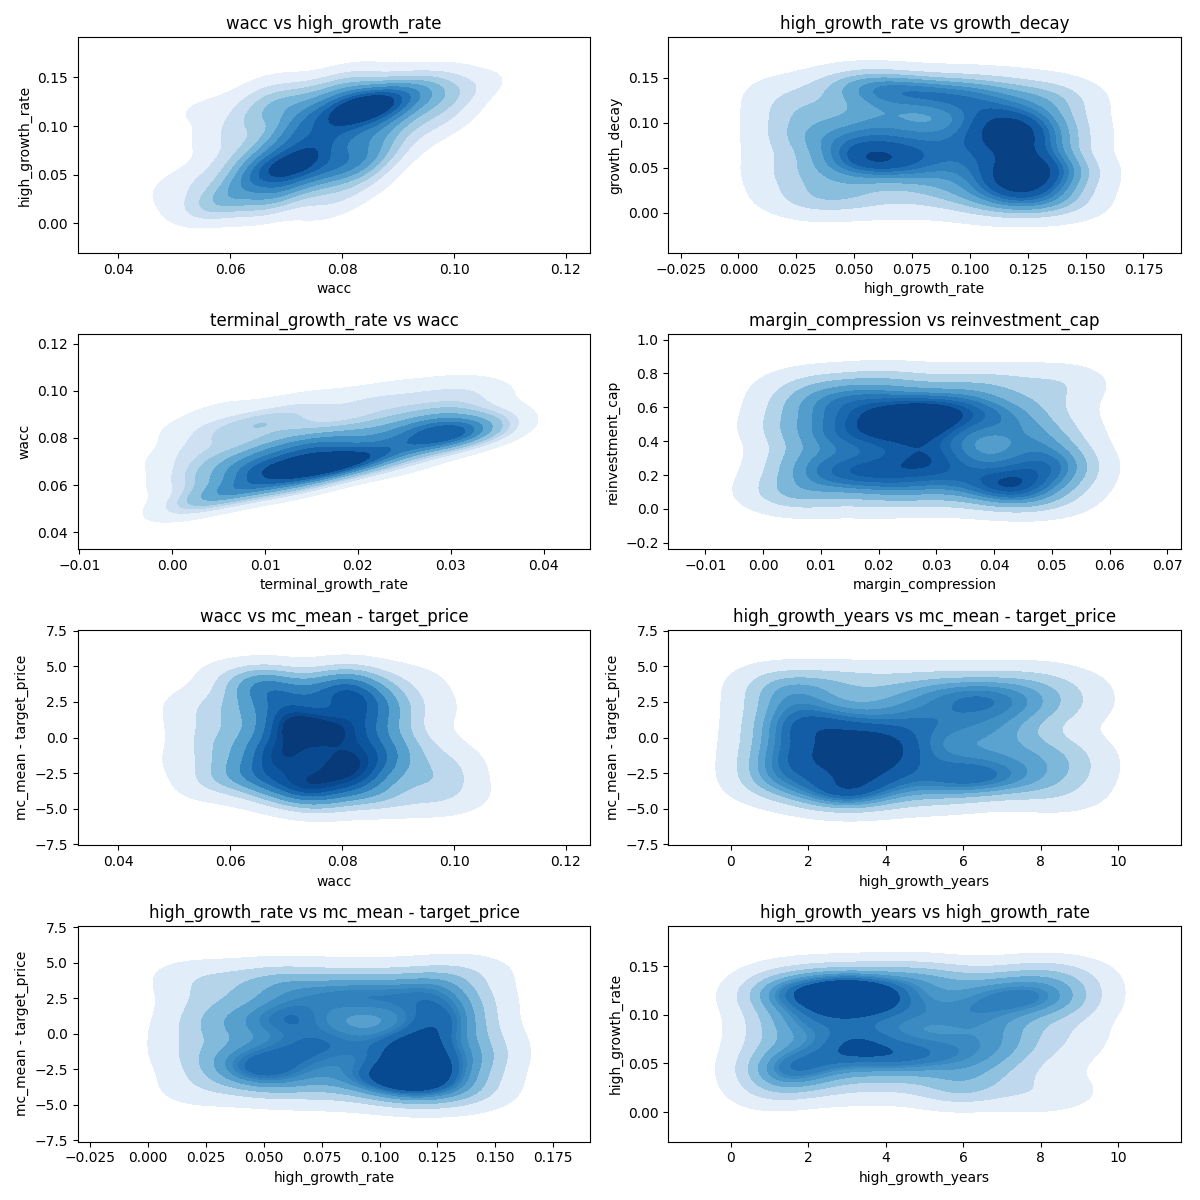 wacc vs high_growth_rate
high_growth_rate
0.15
0.10
0.05
0.00
0.04 0.06 0.08 0.10 0.12
wacc
high_growth_rate vs growth_decay
growth_decay
0.15
0.10
0.05
0.00
−0.025 0.000 0.025 0.050 0.075 0.100 0.125 0.150 0.175
high_growth_rate
terminal_growth_rate vs wacc
wacc
0.12
0.10
0.08
0.06
0.04
−0.01 0.00 0.01 0.02 0.03 0.04
terminal_growth_rate
margin_compression vs reinvestment_cap
reinvestment_cap
1.0
0.8
0.6
0.4
0.2
0.0
−0.2
−0.01 0.00 0.01 0.02 0.03 0.04 0.05 0.06 0.07
margin_compression
wacc vs mc_mean - target_price
mc_mean - target_price
7.5
5.0
2.5
0.0
−2.5
−5.0
−7.5
0.04 0.06 0.08 0.10 0.12
wacc
high_growth_years vs mc_mean - target_price
mc_mean - target_price
7.5
5.0
2.5
0.0
−2.5
−5.0
−7.5
0 2 4 6 8 10
high_growth_years
high_growth_rate vs mc_mean - target_price
mc_mean - target_price
7.5
5.0
2.5
0.0
−2.5
−5.0
−7.5
−0.025 0.000 0.025 0.050 0.075 0.100 0.125 0.150 0.175
high_growth_rate
high_growth_years vs high_growth_rate
high_growth_rate
0.15
0.10
0.05
0.00
0 2 4 6 8 10
high_growth_years